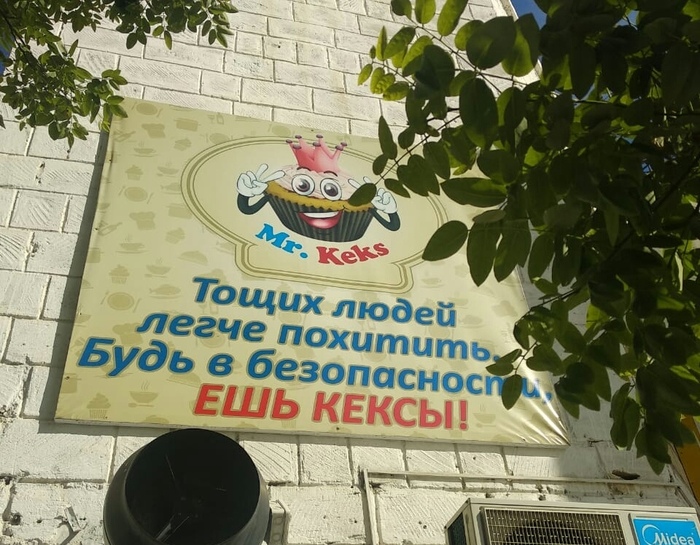 Mr. Keks
Тощих людей
легче похитить.
Будь в безопасности,
ЕШЬ КЕКСЫ!
Midea